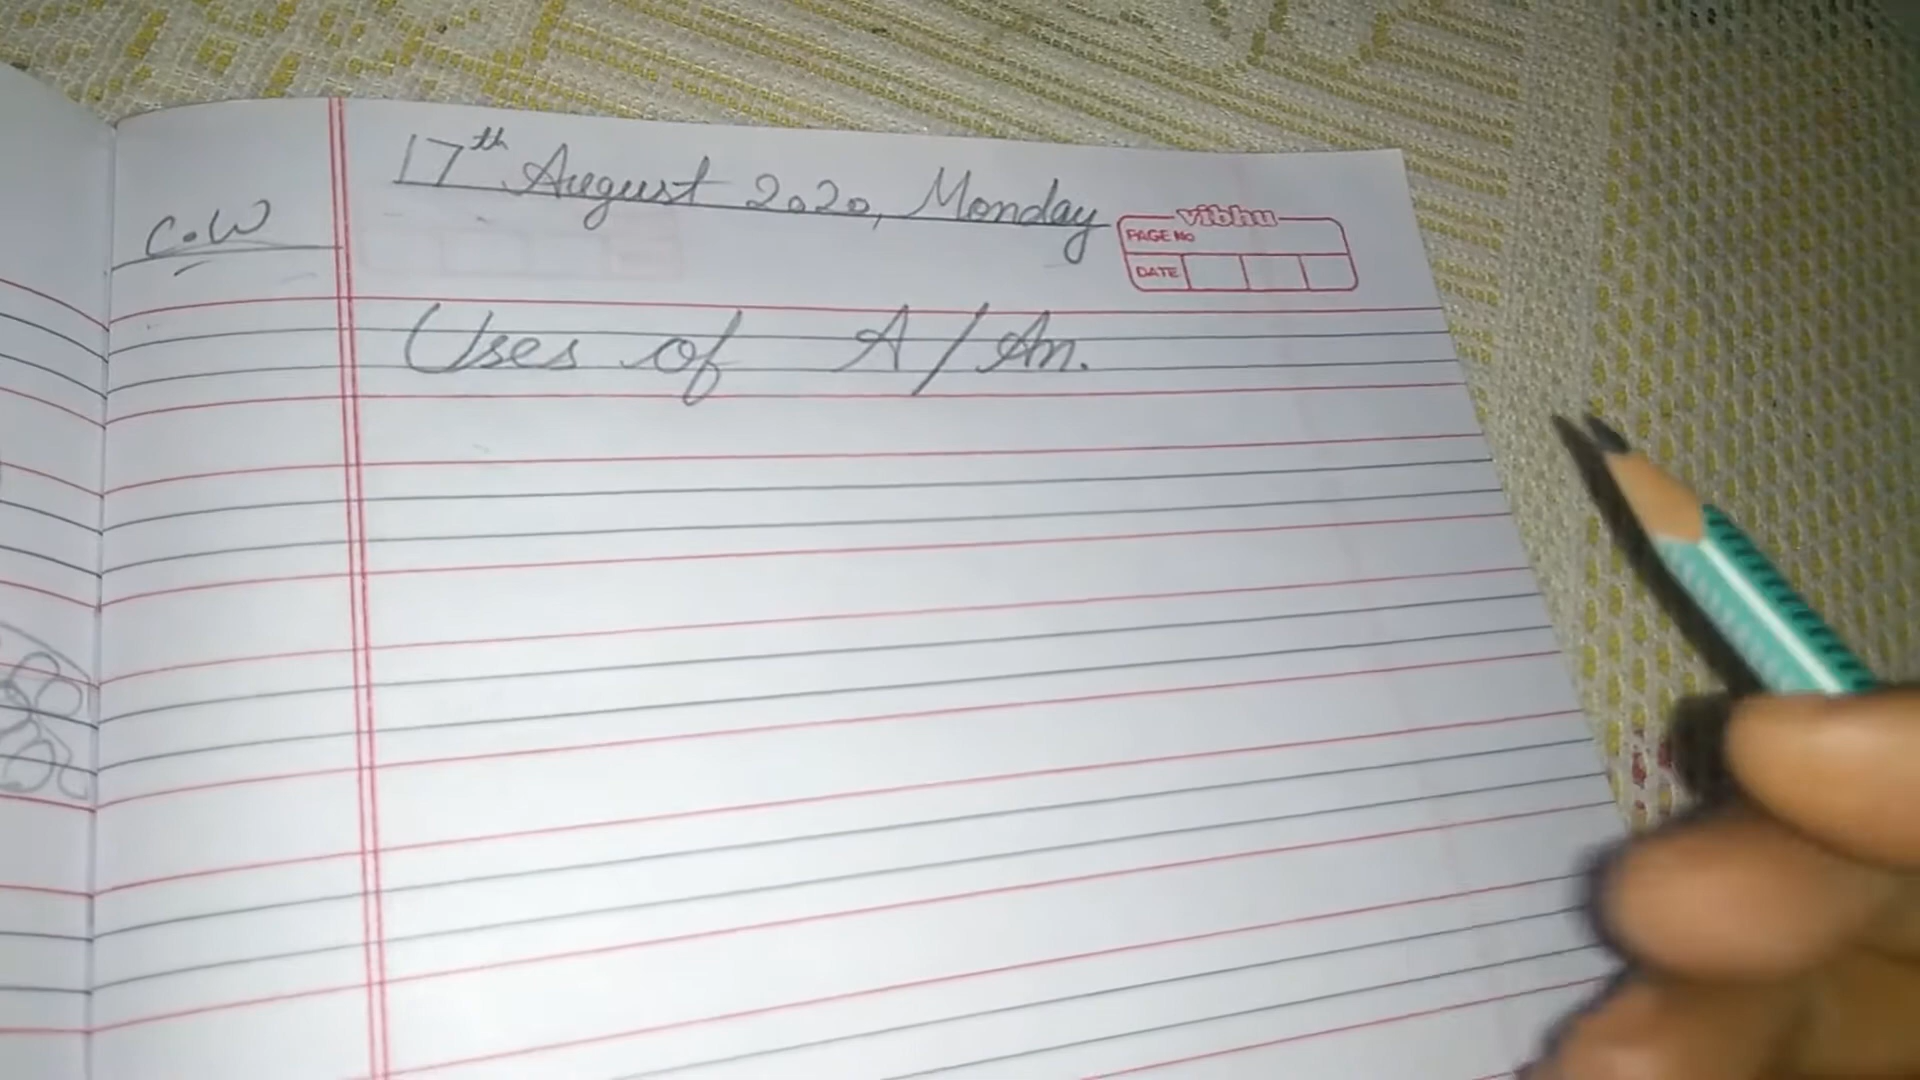 17th August 2020, Monday
C.W
vibhu
PAGE No
DATE
Uses of A/An.